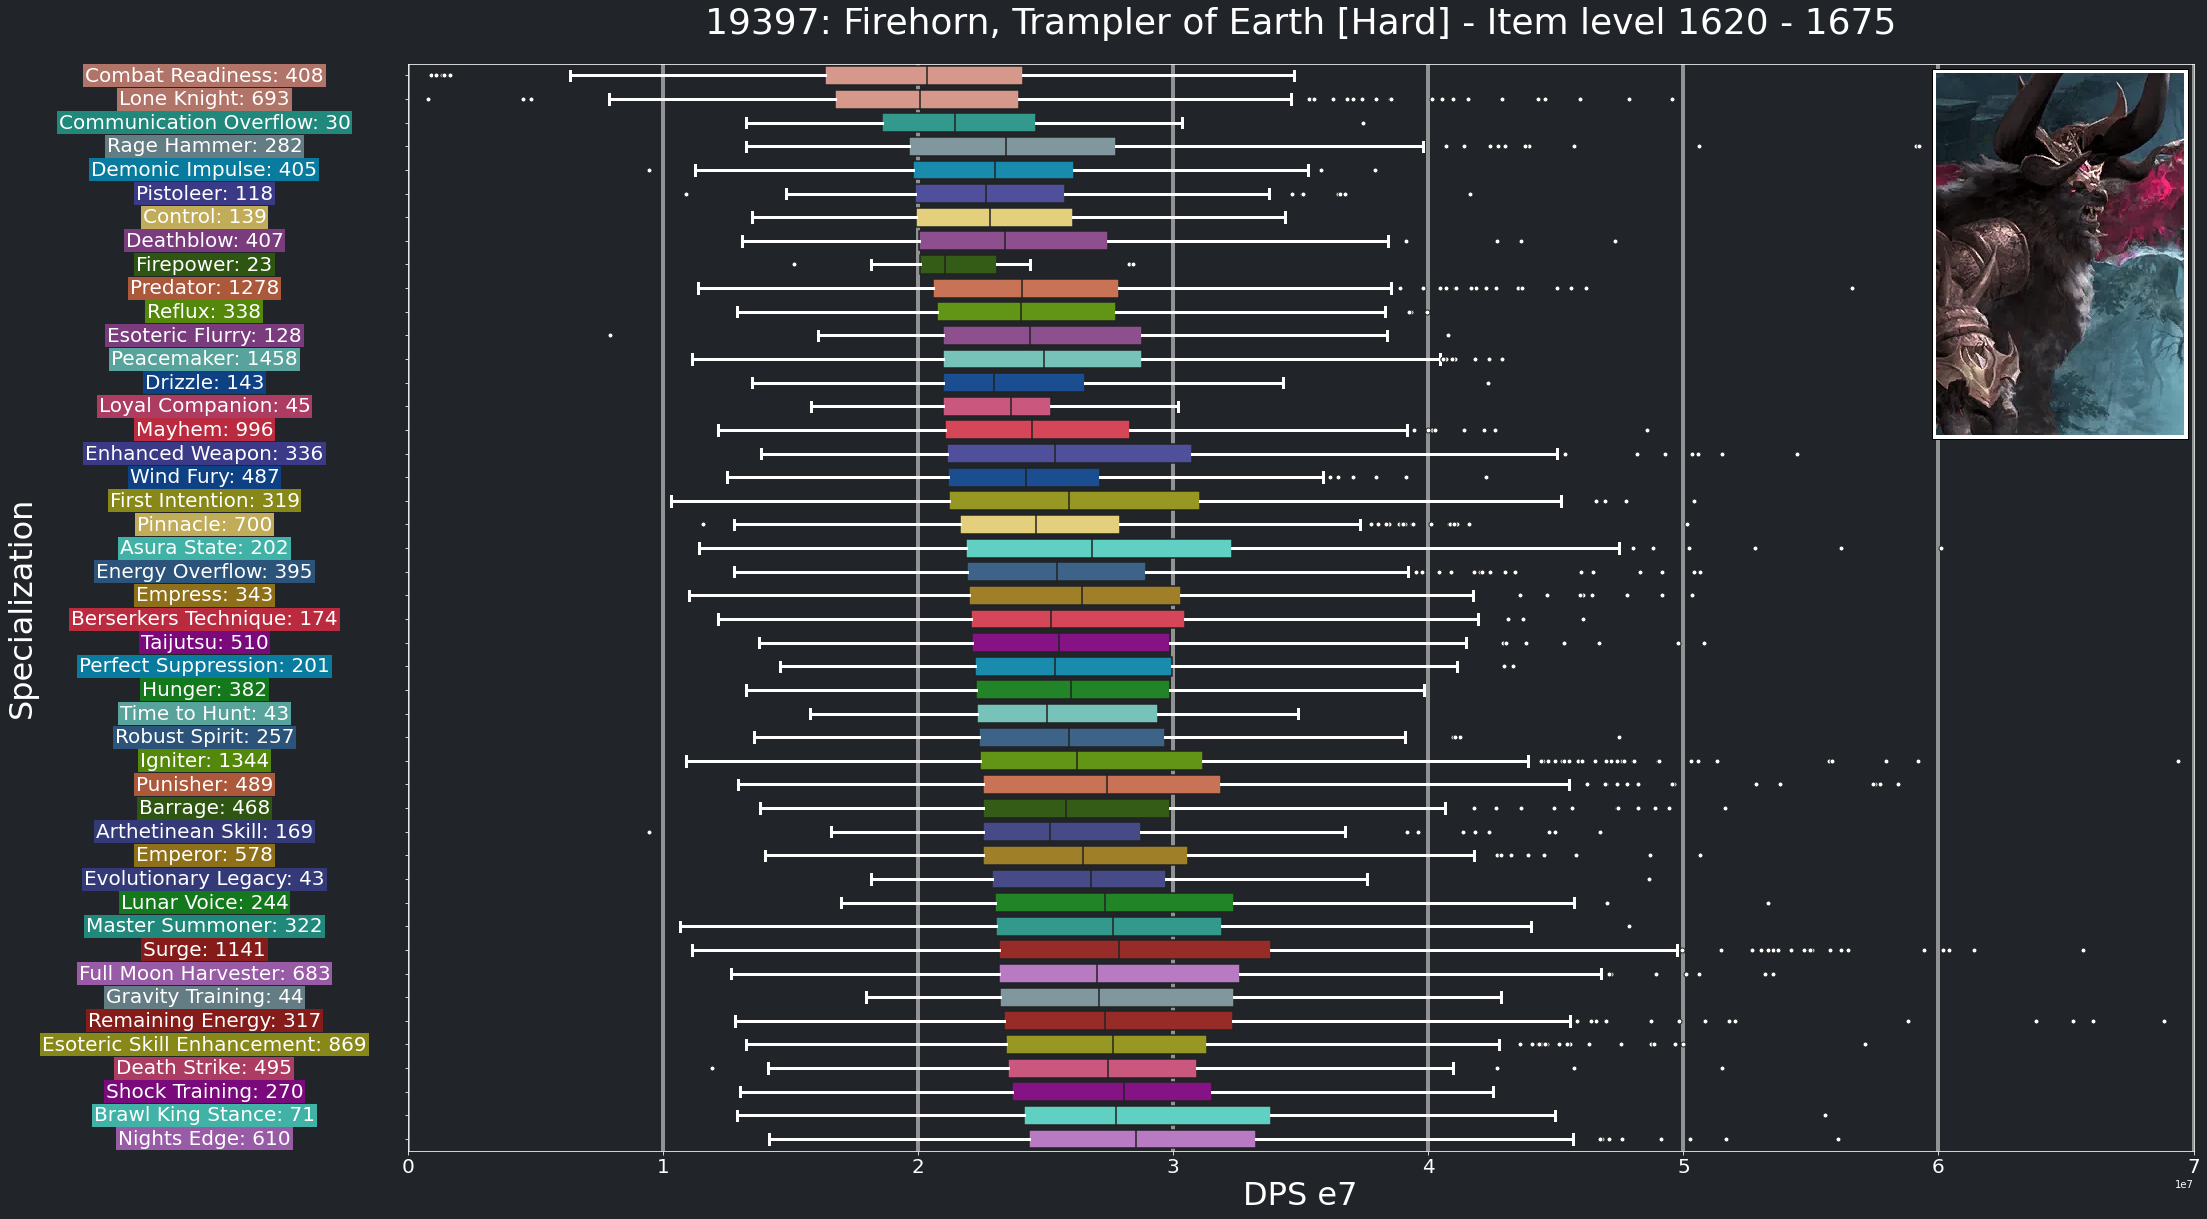 19397: Firehorn, Trampler of Earth [Hard] - Item level 1620 - 1675
Specialization
Combat Readiness: 408
Lone Knight: 693
Communication Overflow: 30
Rage Hammer: 282
Demonic Impulse: 405
Pistoleer: 118
Control: 139
Deathblow: 407
Firepower: 23
Predator: 1278
Reflux: 338
Esoteric Flurry: 128
Peacemaker: 1458
Drizzle: 143
Loyal Companion: 45
Mayhem: 996
Enhanced Weapon: 336
Wind Fury: 487
First Intention: 319
Pinnacle: 700
Asura State: 202
Energy Overflow: 395
Empress: 343
Berserkers Technique: 174
Taijutsu: 510
Perfect Suppression: 201
Hunger: 382
Time to Hunt: 43
Robust Spirit: 257
Igniter: 1344
Punisher: 489
Barrage: 468
Arthetinean Skill: 169
Emperor: 578
Evolutionary Legacy: 43
Lunar Voice: 244
Master Summoner: 322
Surge: 1141
Full Moon Harvester: 683
Gravity Training: 44
Remaining Energy: 317
Esoteric Skill Enhancement: 869
Death Strike: 495
Shock Training: 270
Brawl King Stance: 71
Nights Edge: 610
0 1 2 3 4 5 6 7
1e7
DPS e7